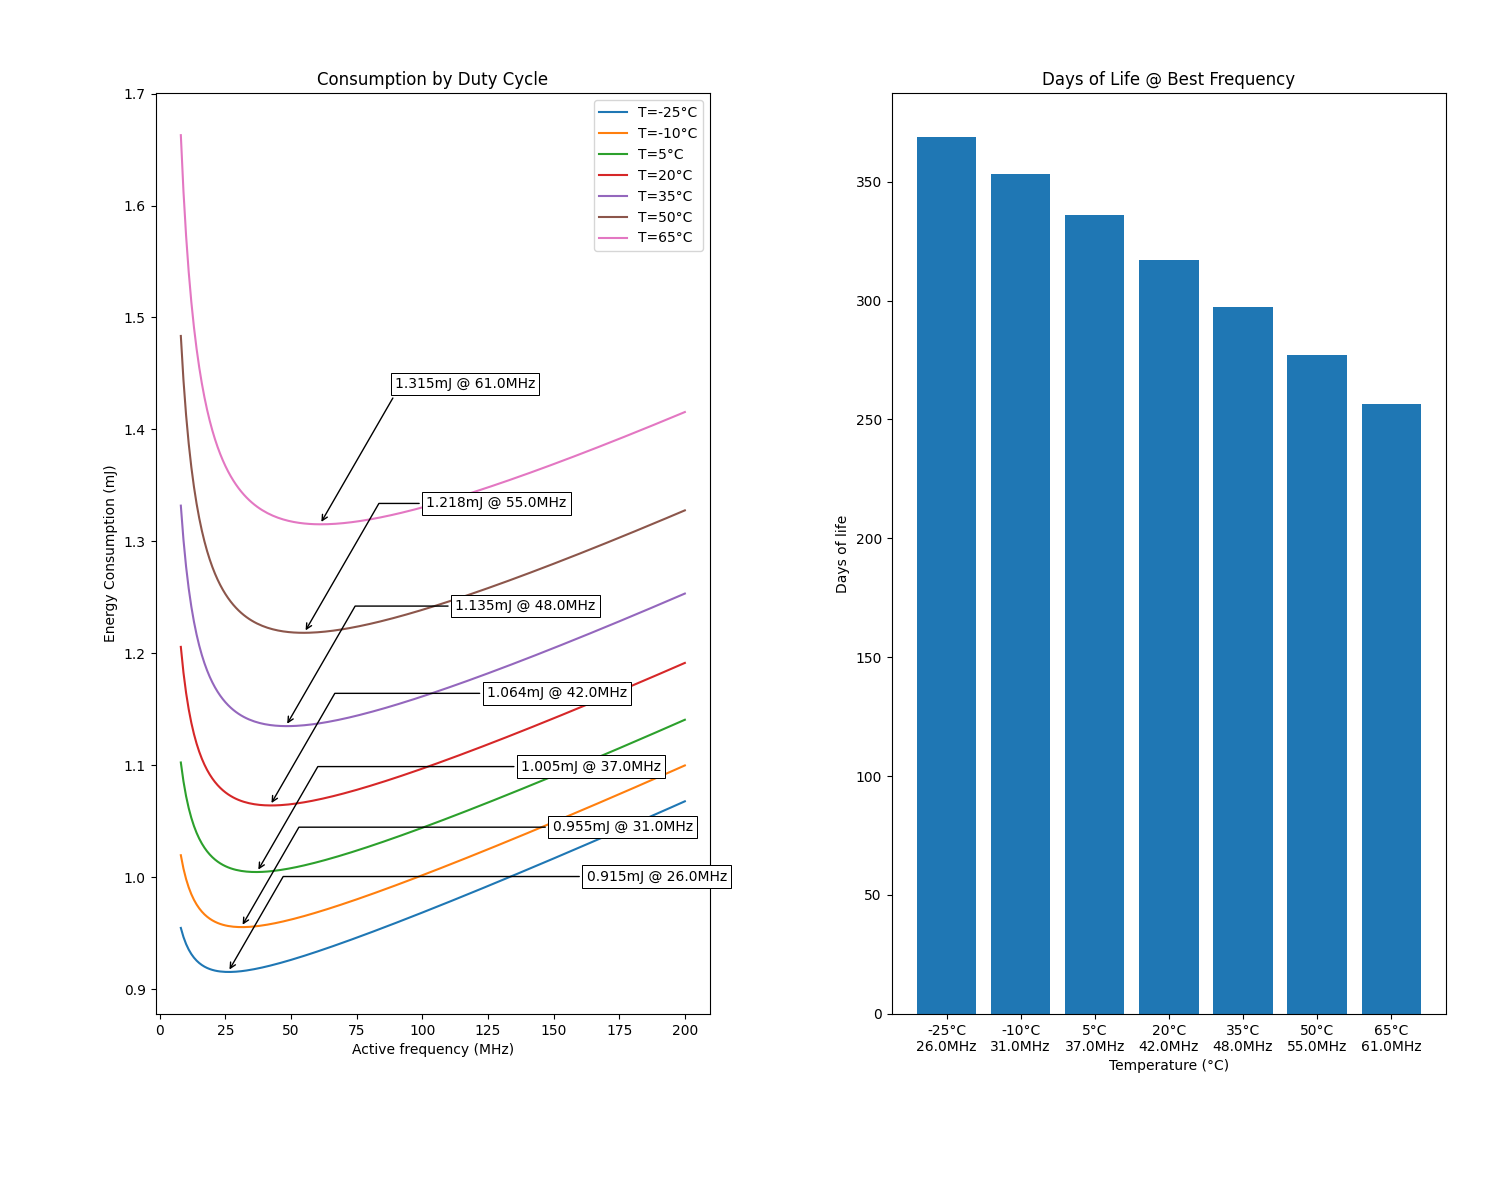 Consumption by Duty Cycle
1.7
1.6
1.5
1.4
1.3
1.2
1.1
1.0
0.9
Energy Consumption (mJ)
T=-25°C
T=-10°C
T=5°C
T=20°C
T=35°C
T=50°C
T=65°C
1.315mJ @ 61.0MHz
1.218mJ @ 55.0MHz
1.135mJ @ 48.0MHz
1.064mJ @ 42.0MHz
1.005mJ @ 37.0MHz
0.955mJ @ 31.0MHz
0.915mJ @ 26.0MHz
0 25 50 75 100 125 150 175 200
Active frequency (MHz)
Days of Life @ Best Frequency
350
300
250
200
150
100
50
0
Days of life
-25°C -10°C 5°C 20°C 35°C 50°C 65°C
26.0MHz 31.0MHz 37.0MHz 42.0MHz 48.0MHz 55.0MHz 61.0MHz
Temperature (°C)